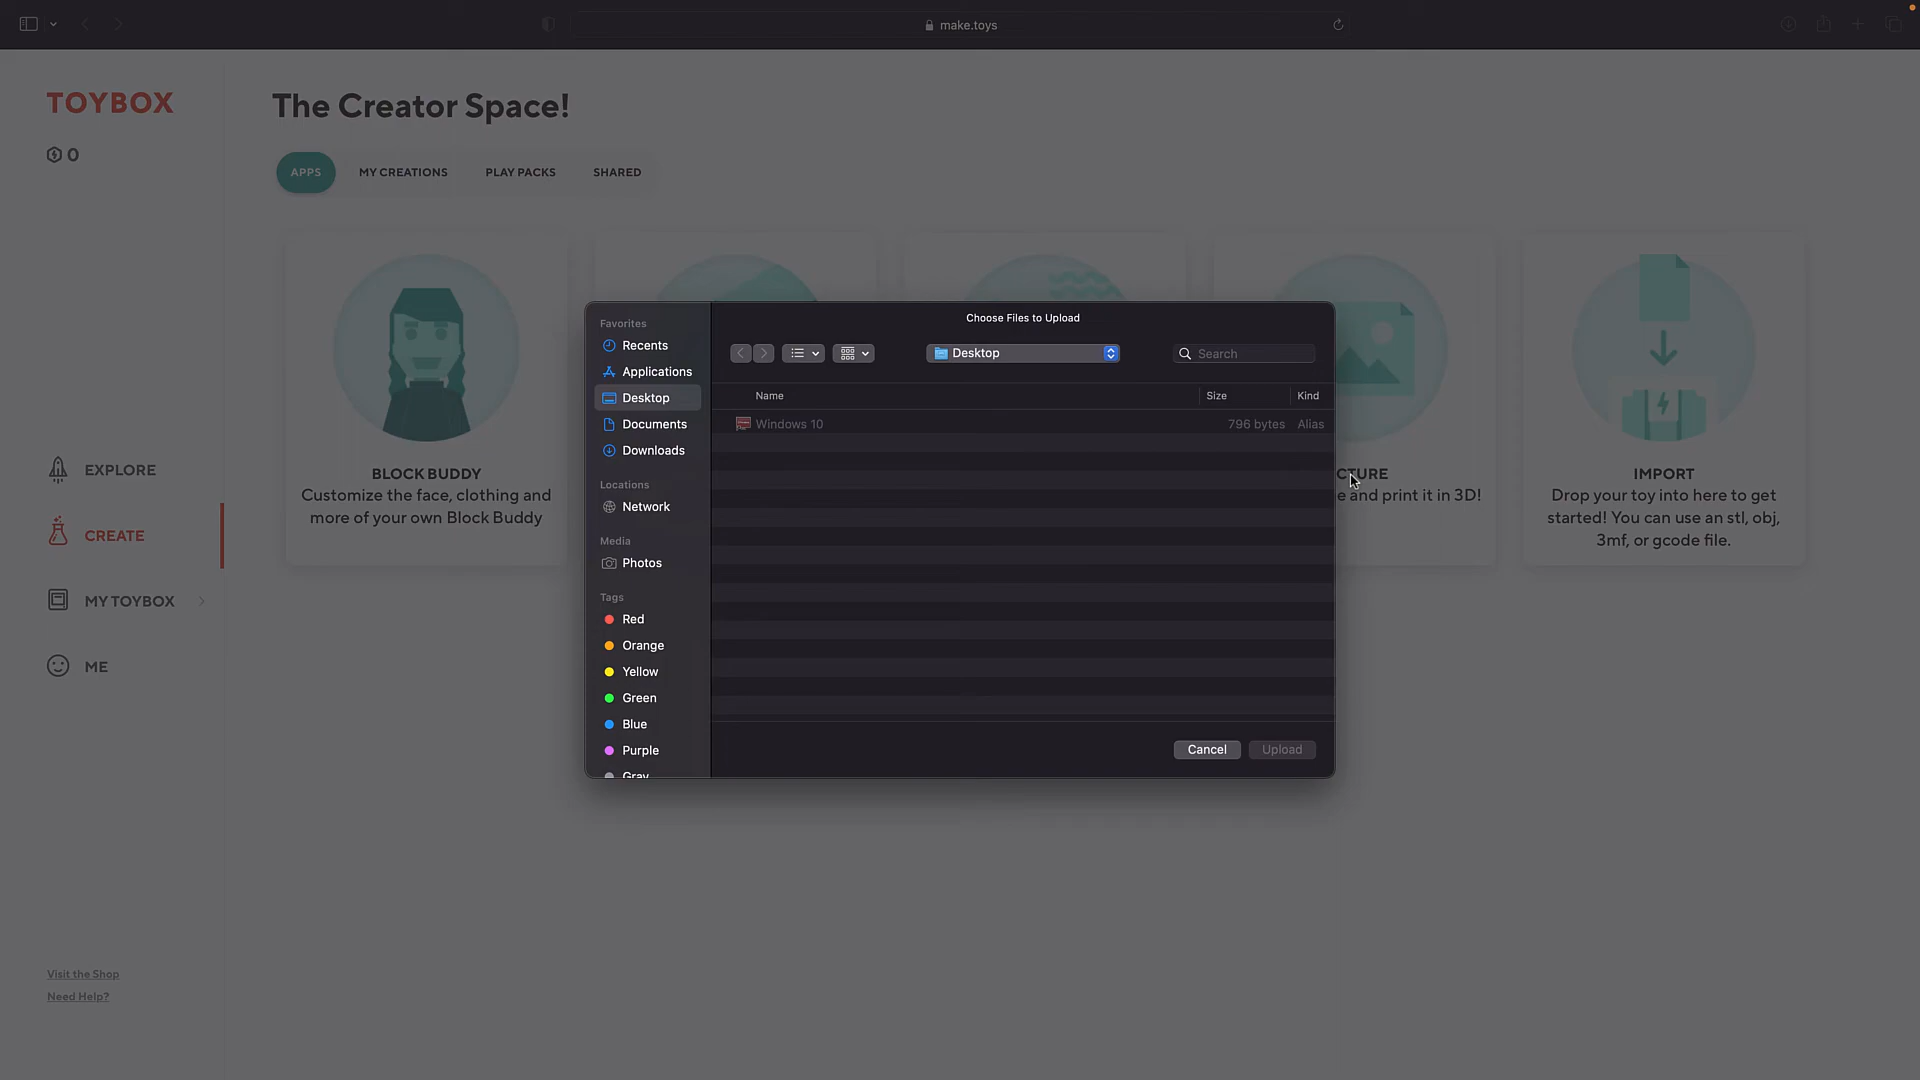 make.toys
TOYBOX
0
EXPLORE
CREATE
MY TOYBOX
ME
Visit the Shop
Need Help?
The Creator Space!
APPS
MY CREATIONS
PLAY PACKS
SHARED
BLOCK BUDDY
Customize the face, clothing and
more of your own Block Buddy
and print it in 3D!
IMPORT
Drop your toy into here to get
started! You can use an stl, obj,
3mf, or gcode file.
Choose Files to Upload
Favorites
Recents
Applications
Desktop
Documents
Downloads
Locations
Network
Media
Photos
Tags
Red
Orange
Yellow
Green
Blue
Purple
Gray
Desktop
Search
Name Size Kind
Windows 10 796 bytes Alias
Cancel
Upload